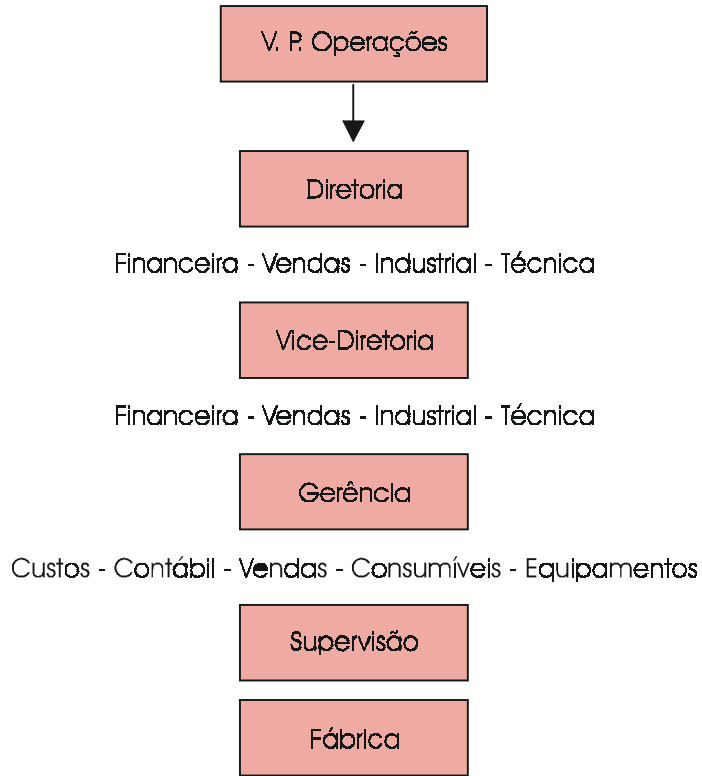 V. P. Operações
Diretoria
Financeira - Vendas - Industrial - Técnica
Vice-Diretoria
Financeira - Vendas - Industrial - Técnica
Gerência
Custos - Contábil - Vendas - Consumíveis - Equipamentos
Supervisão
Fábrica